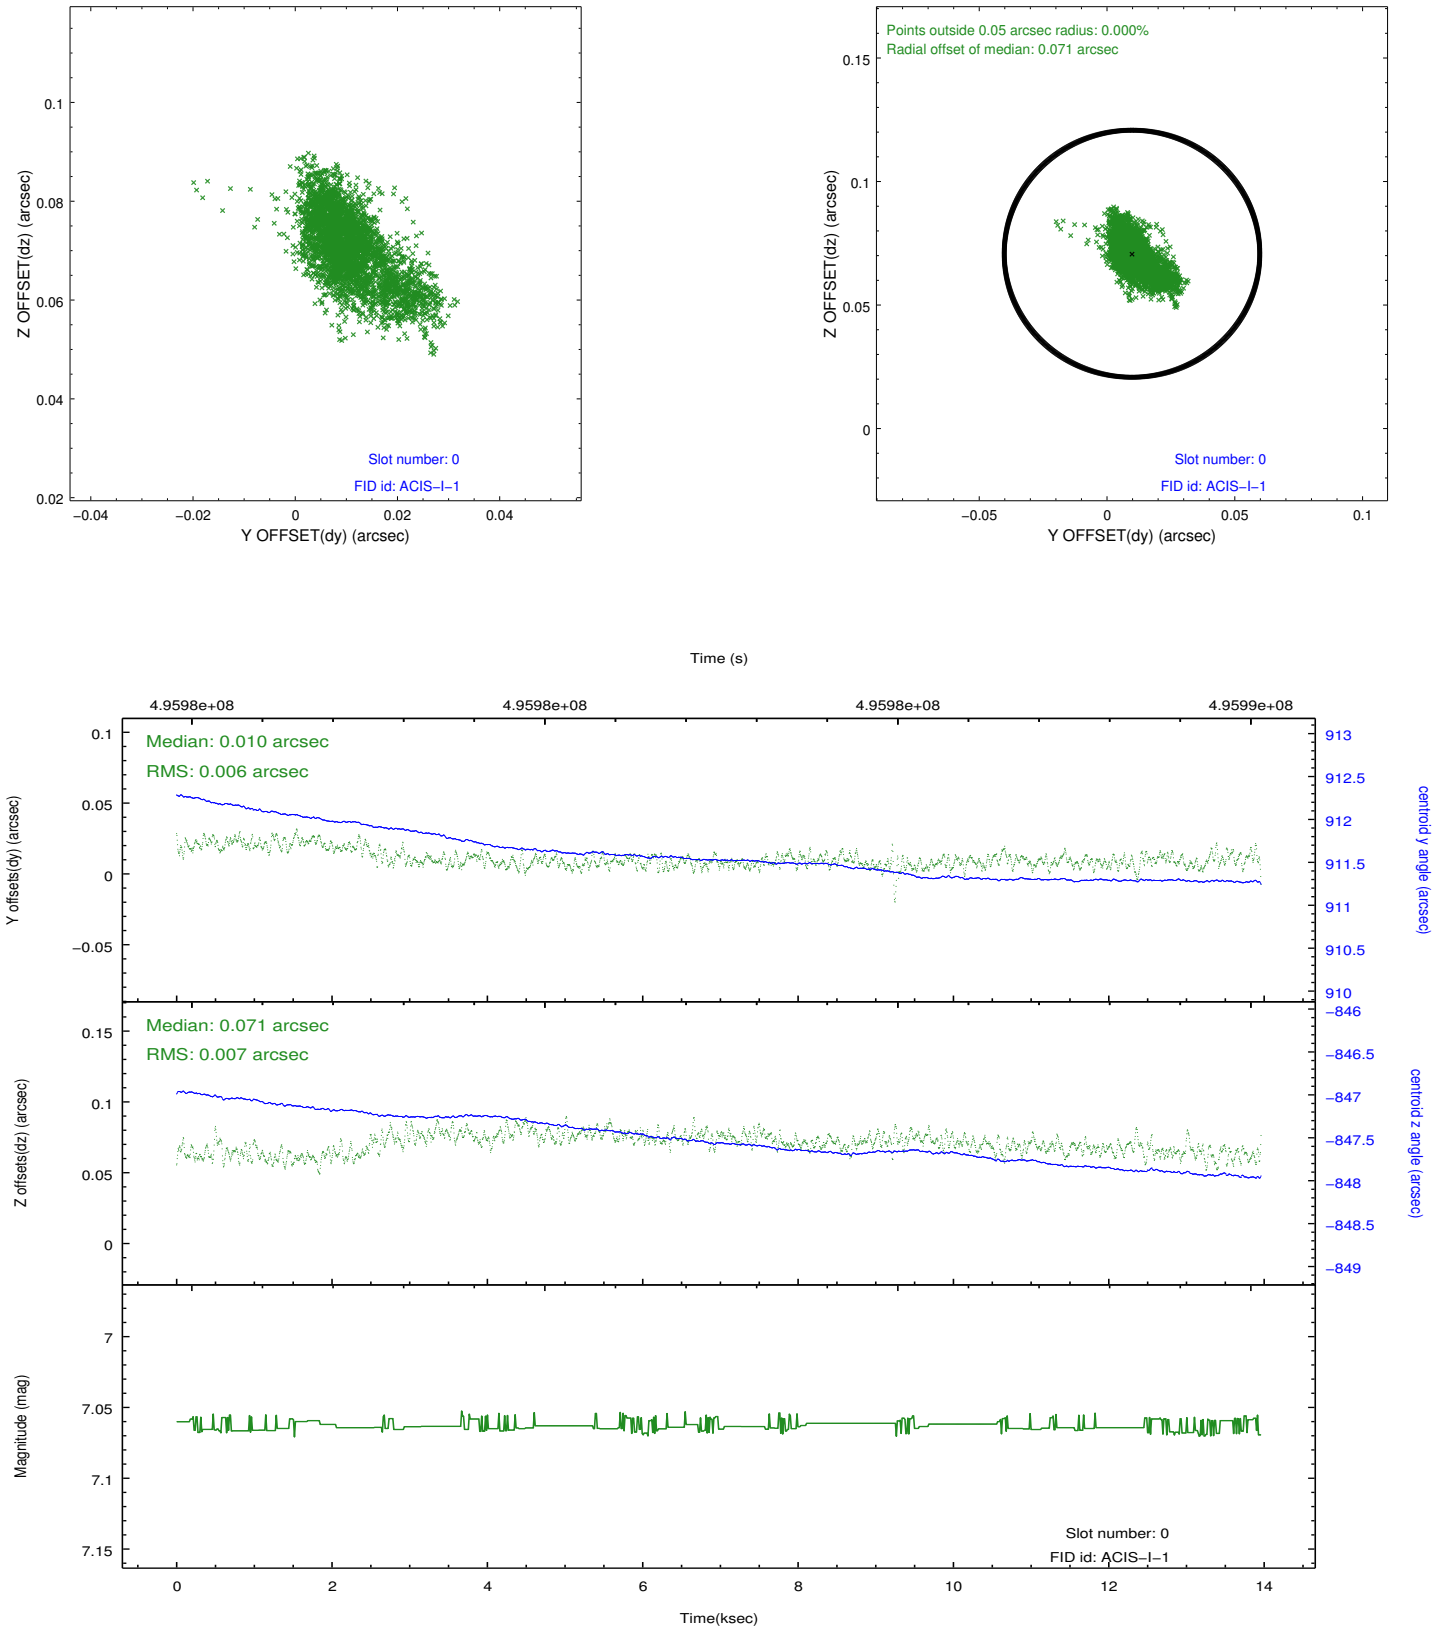 0.1
0.08
0.06
0.04
0.02
Z OFFSET(dz) (arcsec)
Slot number: 0
FID id: ACIS−I−1
−0.04 −0.02 0 0.02 0.04
Y OFFSET(dy) (arcsec)
Points outside 0.05 arcsec radius: 0.000%
Radial offset of median: 0.071 arcsec
0.15
0.1
0.05
0
Z OFFSET(dz) (arcsec)
Slot number: 0
FID id: ACIS−I−1
−0.05 0 0.05 0.1
Y OFFSET(dy) (arcsec)
Time (s)
4.9598e+08 4.9598e+08 4.9598e+08 4.9599e+08
Median: 0.010 arcsec
RMS: 0.006 arcsec
0.1
0.05
0
−0.05
Y offsets(dy) (arcsec)
913
912.5
912
911.5
911
910.5
910
centroid y angle (arcsec)
Median: 0.071 arcsec
RMS: 0.007 arcsec
0.15
0.1
0.05
0
Z offsets(dz) (arcsec)
−846
−846.5
−847
−847.5
−848
−848.5
−849
centroid z angle (arcsec)
7
7.05
7.1
7.15
Magnitude (mag)
Slot number: 0
FID id: ACIS−I−1
0 2 4 6 8 10 12 14
Time(ksec)